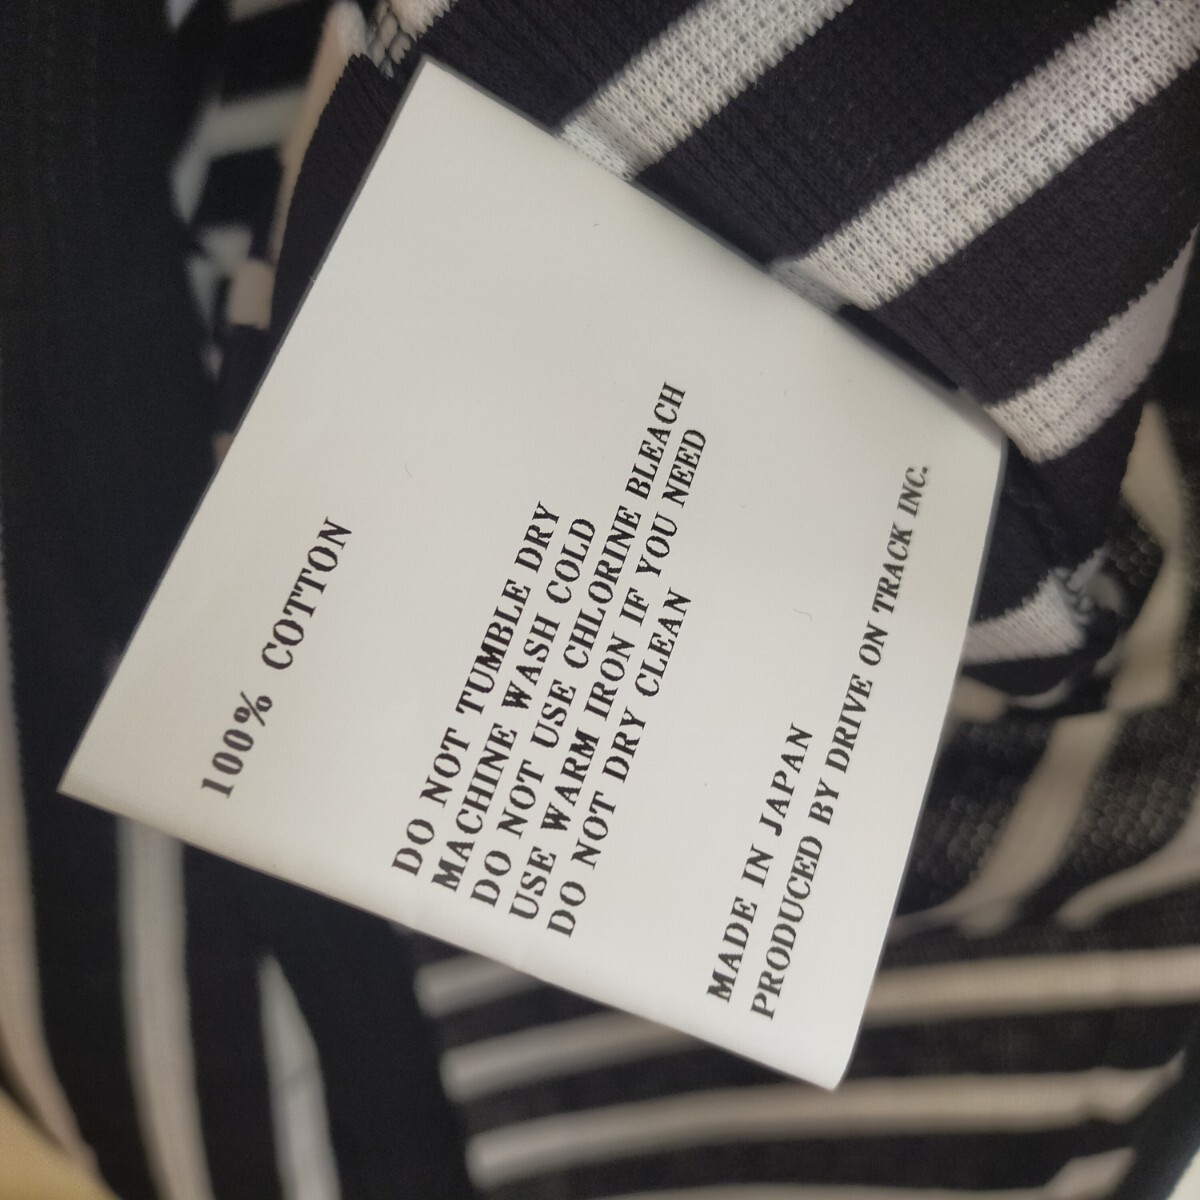 100% COTTON
DO NOT TUMBLE DRY
MACHINE WASH COLD
DO NOT USE CHLORINE BLEACH
USE WARM IRON IF YOU NEED
DO NOT DRY CLEAN
MADE IN JAPAN
PRODUCED BY DRIVE ON TRACK INC.